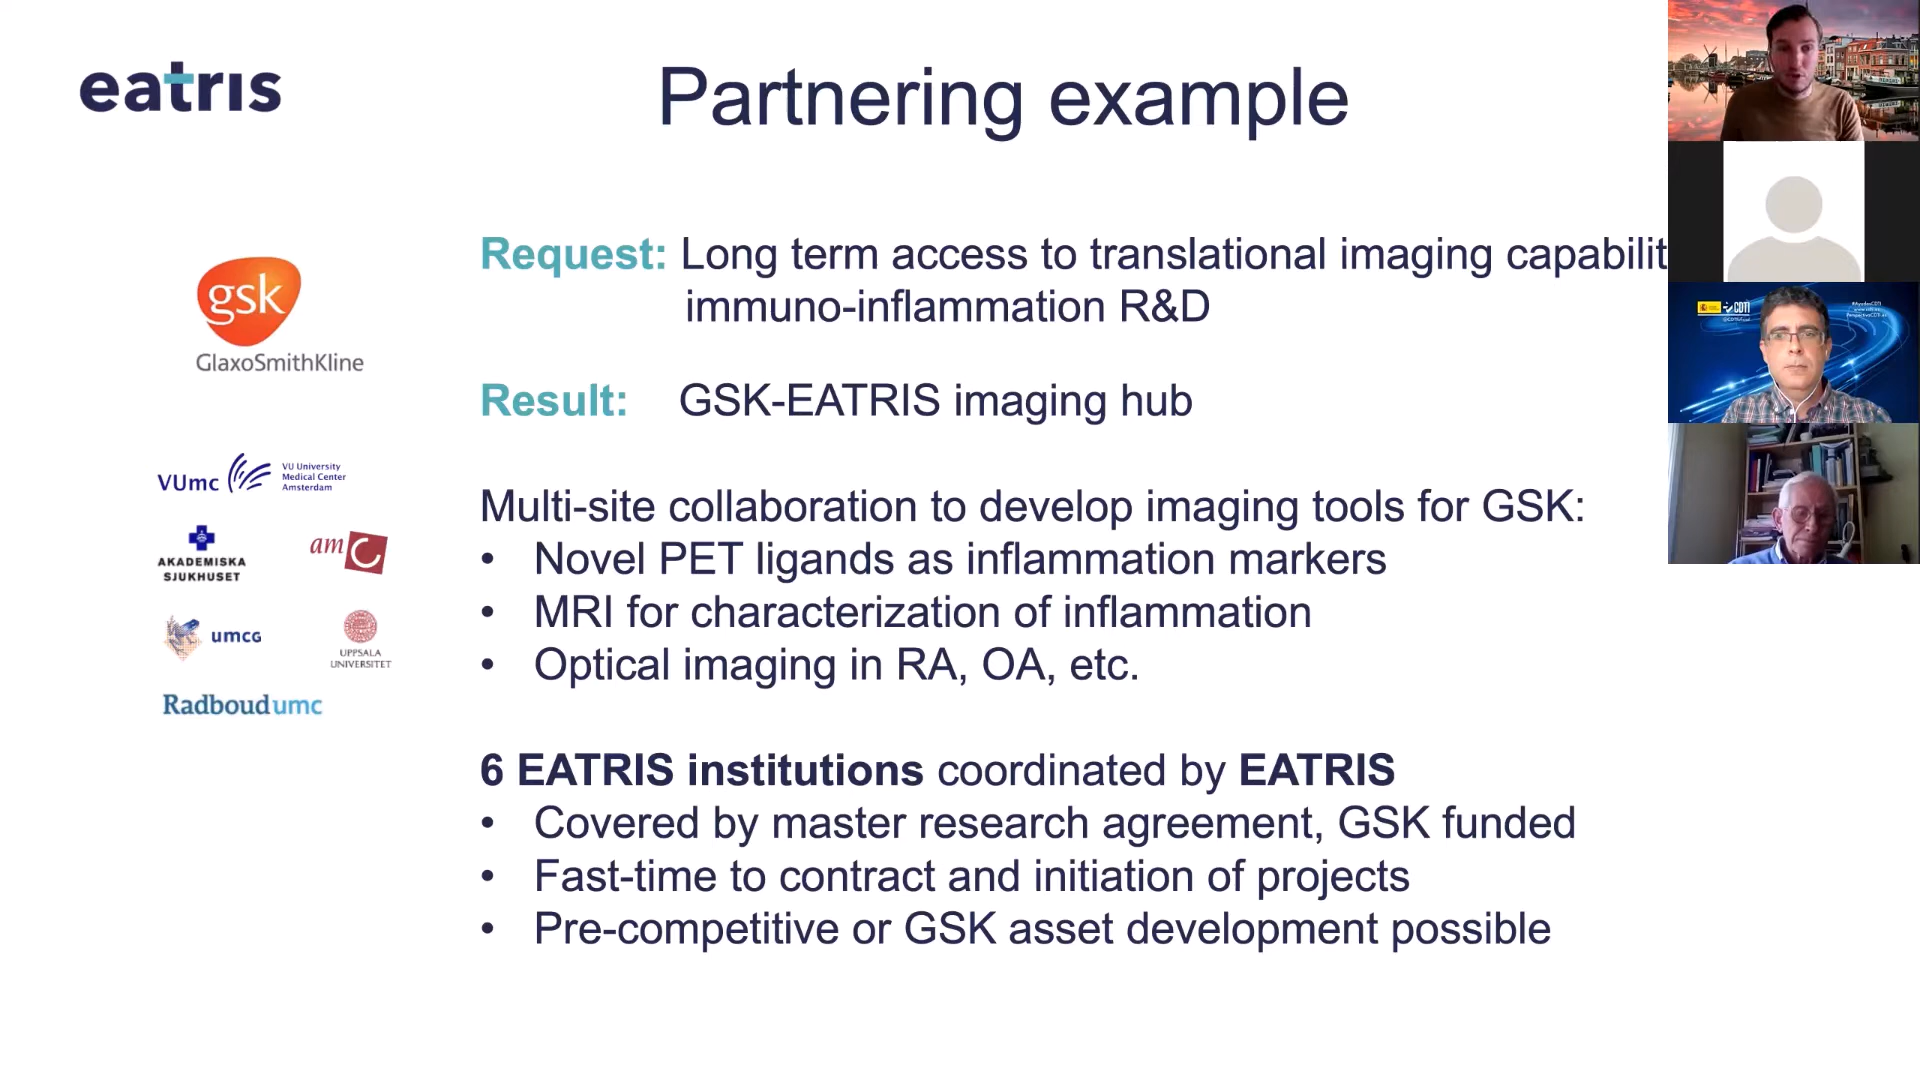 eatris
Partnering example
gsk
GlaxoSmithKline
Request: Long term access to translational imaging capabilit
immuno-inflammation R&D
Result: GSK-EATRIS imaging hub
VUmc
VU University
Medical Center
Amsterdam
AKADEMISKA
SJUKHUSET
amC
umcg
UPPSALA
UNIVERSITET
Radboudumc
Multi-site collaboration to develop imaging tools for GSK:
• Novel PET ligands as inflammation markers
• MRI for characterization of inflammation
• Optical imaging in RA, OA, etc.
6 EATRIS institutions coordinated by EATRIS
• Covered by master research agreement, GSK funded
• Fast-time to contract and initiation of projects
• Pre-competitive or GSK asset development possible
CDTI